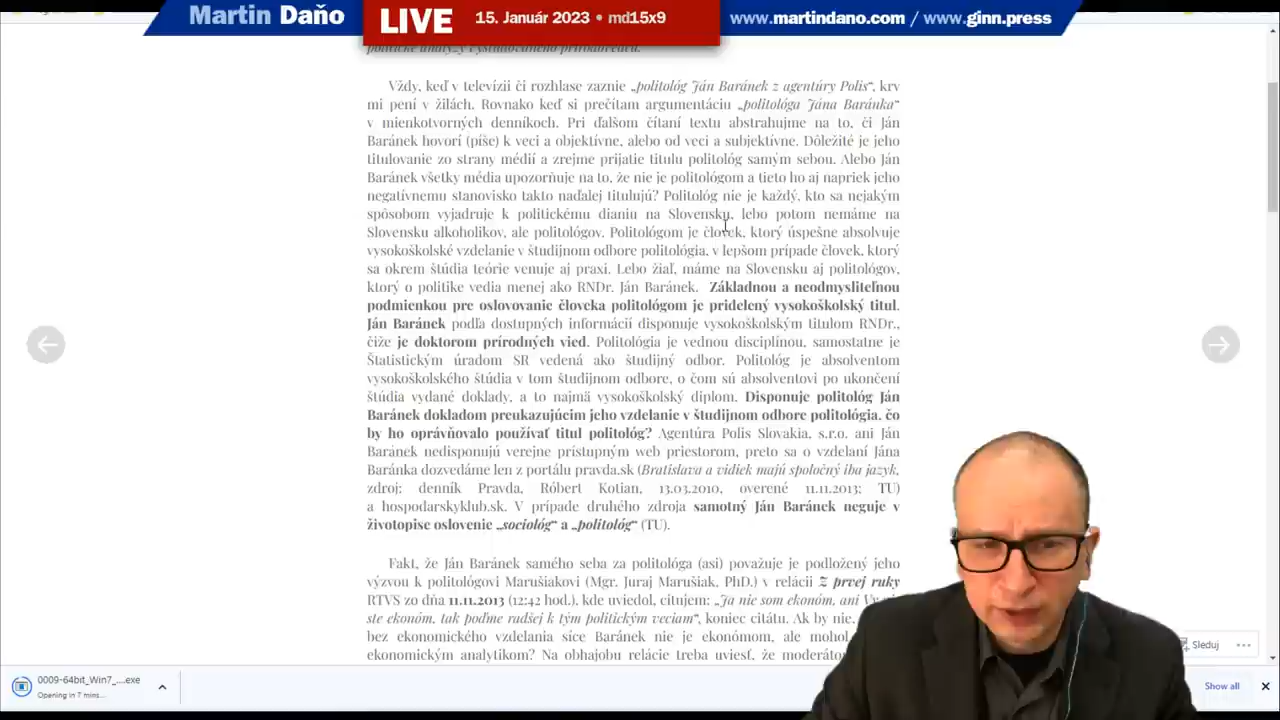 Martin Daňo
LIVE
15. Január 2023 • md15x9
www.martindano.com / www.ginn.press
Vždy, keď v televízii či rozhlase zaznie „politológ Ján Baránek z agentúry Polis“, krv
mi pení v žilách. Rovnako keď si prečítam argumentáciu „politológa Jána Baránka“
v mienkotvorných denníkoch. Pri ďalšom čítaní textu abstrahujme na to, či Ján
Baránek hovorí (píše) k veci a objektívne, alebo od veci a subjektívne. Dôležité je jeho
titulovanie zo strany médií a zrejme prijatie titulu politológ samým sebou. Alebo Ján
Baránek všetky média upozorňuje na to, že nie je politológom a tieto ho aj napriek jeho
negatívnemu stanovisko takto naďalej titulujú? Politológ nie je každý, kto sa nejakým
spôsobom vyjadruje k politickému dianiu na Slovensku, lebo potom nemáme na
Slovensku alkoholikov, ale politológov. Politológom je človek, ktorý úspešne absolvuje
vysokoškolské vzdelanie v študijnom odbore politológia, v lepšom prípade človek, ktorý
sa okrem štúdia teórie venuje aj praxi. Lebo žiaľ, máme na Slovensku aj politológov,
ktorý o politike vedia menej ako RNDr. Ján Baránek. Základnou a neodmysliteľnou
podmienkou pre oslovovanie človeka politológom je pridelený vysokoškolský titul.
Ján Baránek podľa dostupných informácií disponuje vysokoškolským titulom RNDr.,
čiže je doktorom prírodných vied. Politológia je vednou disciplínou, samostatne je
Štatistickým úradom SR vedená ako študijný odbor. Politológ je absolventom
vysokoškolského štúdia v tom študijnom odbore, o čom sú absolventovi po ukončení
štúdia vydané doklady, a to najmä vysokoškolský diplom. Disponuje politológ Ján
Baránek dokladom preukazujúcim jeho vzdelanie v študijnom odbore politológia, čo
by ho oprávňovalo používať titul politológ? Agentúra Polis Slovakia, s.r.o. ani Ján
Baránek nedisponujú verejne prístupným web priestorom, preto sa o vzdelaní Jána
Baránka dozvedáme len z portálu pravda.sk (Bratislava a vidiek majú spoločný iba jazyk,
zdroj: denník Pravda, Róbert Kotian, 13.03.2010, overené 11.11.2013; TU)
a hospodarskyklub.sk. V prípade druhého zdroja samotný Ján Baránek neguje v
životopise oslovenie „sociológ“ a „politológ“ (TU).
Fakt, že Ján Baránek samého seba za politológa (asi) považuje je podložený jeho
výzvou k politológovi Marušiakovi (Mgr. Juraj Marušiak, PhD.) v relácii Z prvej ruky
RTVS zo dňa 11.11.2013 (12:42 hod.), kde uviedol, citujem: „Ja nie som ekonóm, ani Vy
ste ekonóm, tak poďme radšej k tým politickým veciam“, koniec citátu. Ak by nie,
bez ekonomického vzdelania síce Baránek nie je ekonómom, ale mohol
ekonomickým analytikom? Na obhajobu relácie treba uviesť, že
Sleduj
0009-64bit_Win7_....exe
Opening in 7 mins...
Show all